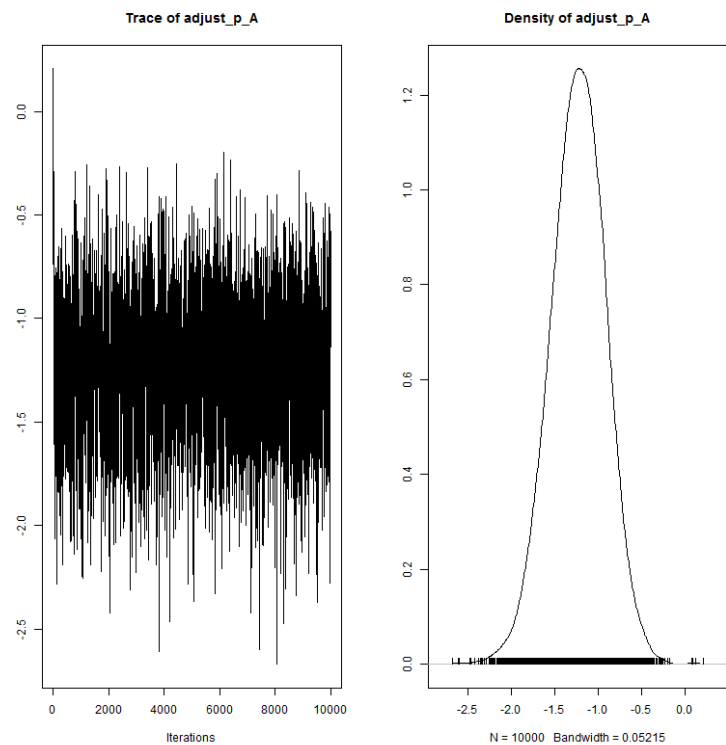 Trace of adjust_p_A
0.0
-0.5
-1.0
-1.5
-2.0
-2.5
0 2000 4000 6000 8000 10000
Iterations
Density of adjust_p_A
1.2
1.0
0.8
0.6
0.4
0.2
0.0
-2.5 -2.0 -1.5 -1.0 -0.5 0.0
N = 10000 Bandwidth = 0.05215